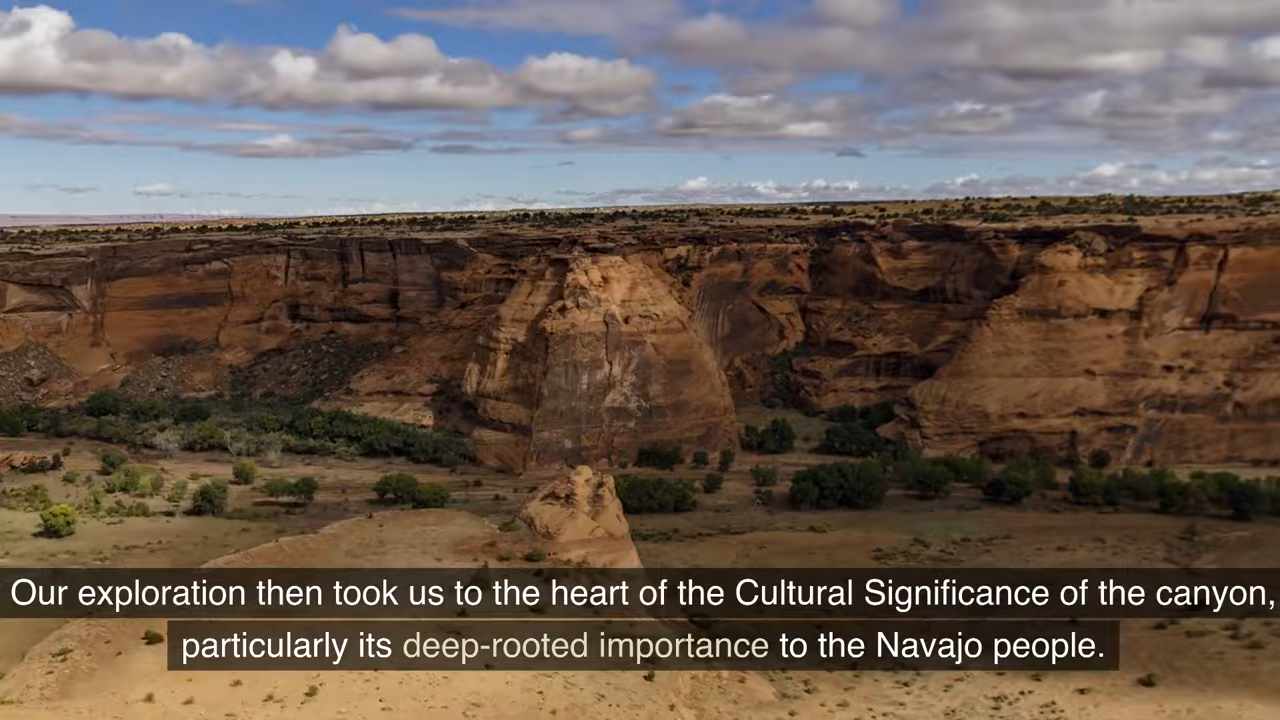 Our exploration then took us to the heart of the Cultural Significance of the canyon,
particularly its deep-rooted importance to the Navajo people.